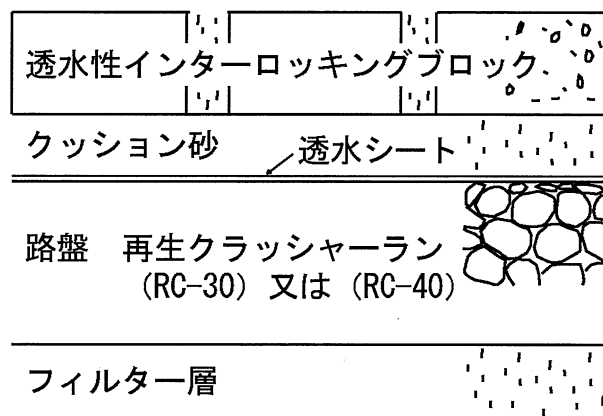 透水性インターロッキングブロック
クッション砂
透水シート
路盤　再生クラッシャーラン
(RC-30) 又は (RC-40)
フィルター層